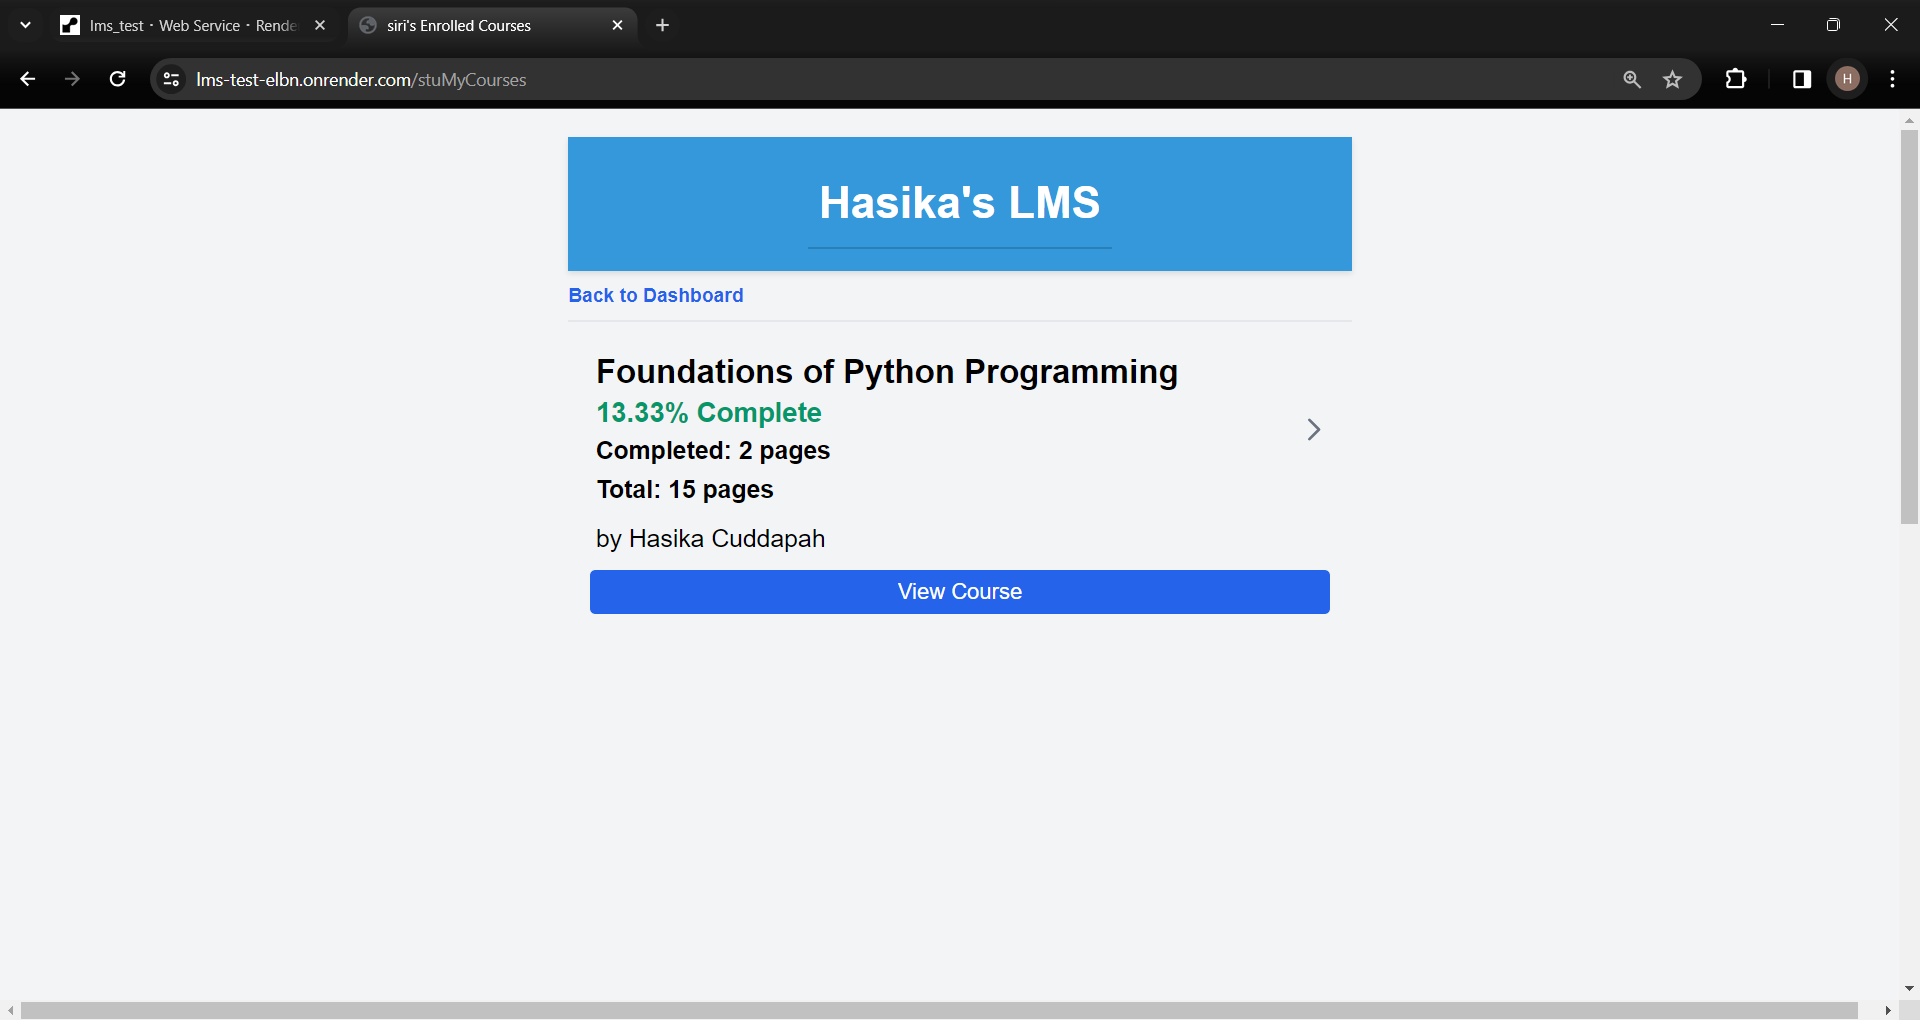 lms_test · Web Service · Rende
siri's Enrolled Courses
lms-test-elbn.onrender.com/stuMyCourses
H
Hasika's LMS
Back to Dashboard
Foundations of Python Programming
13.33% Complete
Completed: 2 pages
Total: 15 pages
by Hasika Cuddapah
View Course